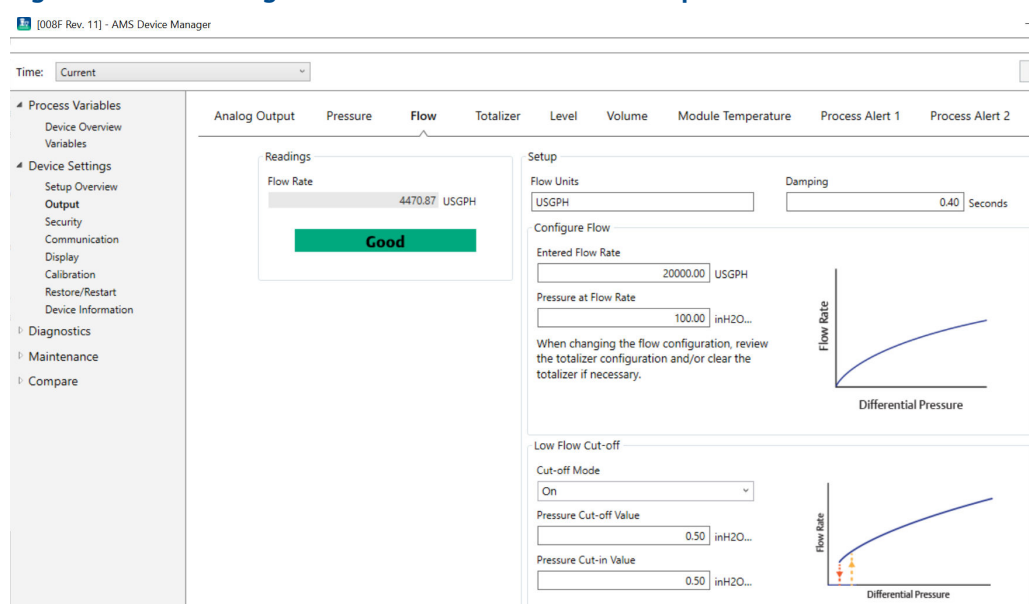 [008F Rev. 11] - AMS Device Manager
Time: Current
Process Variables
Device Overview
Variables
Device Settings
Setup Overview
Output
Security
Communication
Display
Calibration
Restore/Restart
Device Information
Diagnostics
Maintenance
Compare
Analog Output Pressure Flow Totalizer Level Volume Module Temperature Process Alert 1 Process Alert 2
Readings
Flow Rate
4470.87 USGPH
Good
Setup
Flow Units
USGPH
Damping
0.40 Seconds
Configure Flow
Entered Flow Rate
20000.00 USGPH
Pressure at Flow Rate
100.00 inH2O...
When changing the flow configuration, review
the totalizer configuration and/or clear the
totalizer if necessary.
Flow Rate
Differential Pressure
Low Flow Cut-off
Cut-off Mode
On
Pressure Cut-off Value
0.50 inH2O...
Pressure Cut-in Value
0.50 inH2O...
Flow Rate
Differential Pressure